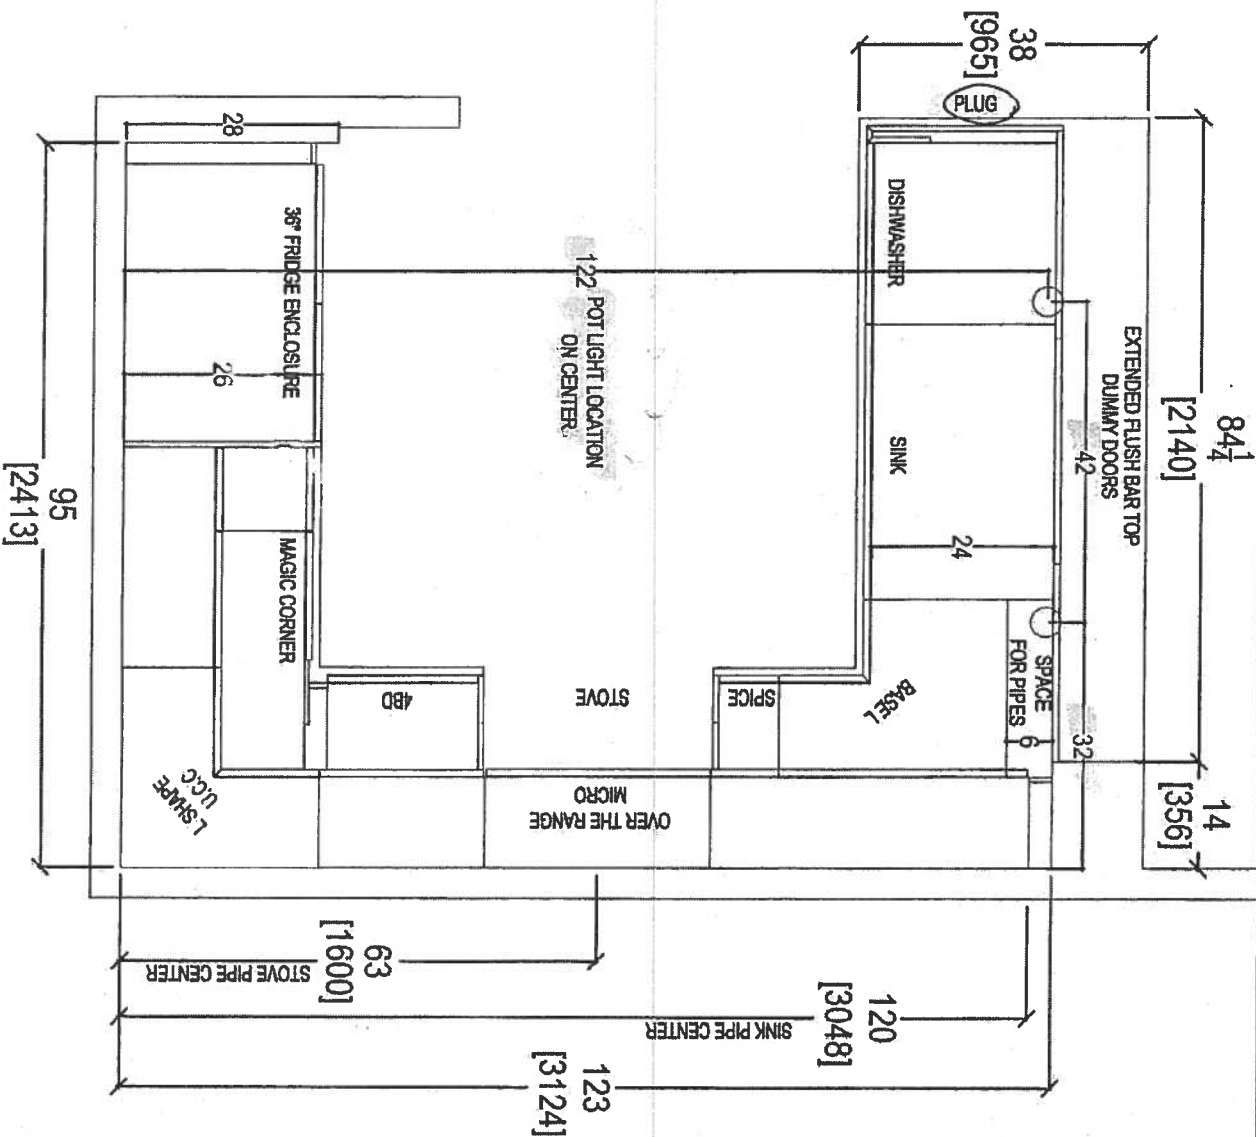 38
[965]
PLUG
84 1/4
[2140]
EXTENDED FLUSH BAR TOP
DUMMY DOORS
42
14
[356]
32
28
36" FRIDGE ENCLOSURE
26
122 POT LIGHT LOCATION
ON CENTER
DISHWASHER
SINK
24
SPACE
FOR PIPES
6
BASE L
SPICE
STOVE
4BD
MAGIC CORNER
L SHAPE
U.C.C
OVER THE RANGE
MICRO
95
[2413]
63
[1600]
STOVE PIPE CENTER
120
[3048]
SINK PIPE CENTER
123
[3124]